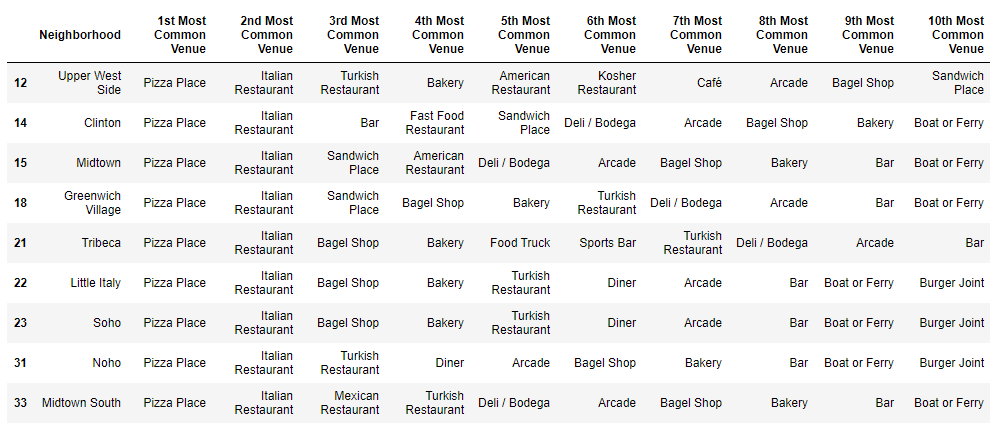 Neighborhood 1st Most Common Venue 2nd Most Common Venue 3rd Most Common Venue 4th Most Common Venue 5th Most Common Venue 6th Most Common Venue 7th Most Common Venue 8th Most Common Venue 9th Most Common Venue 10th Most Common Venue
12 Upper West Side Pizza Place Italian Restaurant Turkish Restaurant Bakery American Restaurant Kosher Restaurant Café Arcade Bagel Shop Sandwich Place
14 Clinton Pizza Place Italian Restaurant Bar Fast Food Restaurant Sandwich Place Deli / Bodega Arcade Bagel Shop Bakery Boat or Ferry
15 Midtown Pizza Place Italian Restaurant Sandwich Place American Restaurant Deli / Bodega Arcade Bagel Shop Bakery Bar Boat or Ferry
18 Greenwich Village Pizza Place Italian Restaurant Sandwich Place Bagel Shop Bakery Turkish Restaurant Deli / Bodega Arcade Bar Boat or Ferry
21 Tribeca Pizza Place Italian Restaurant Bagel Shop Bakery Food Truck Sports Bar Turkish Restaurant Deli / Bodega Arcade Bar
22 Little Italy Pizza Place Italian Restaurant Bagel Shop Bakery Turkish Restaurant Diner Arcade Bar Boat or Ferry Burger Joint
23 Soho Pizza Place Italian Restaurant Bagel Shop Bakery Turkish Restaurant Diner Arcade Bar Boat or Ferry Burger Joint
31 Noho Pizza Place Italian Restaurant Turkish Restaurant Diner Arcade Bagel Shop Bakery Bar Boat or Ferry Burger Joint
33 Midtown South Pizza Place Italian Restaurant Mexican Restaurant Turkish Restaurant Deli / Bodega Arcade Bagel Shop Bakery Bar Boat or Ferry